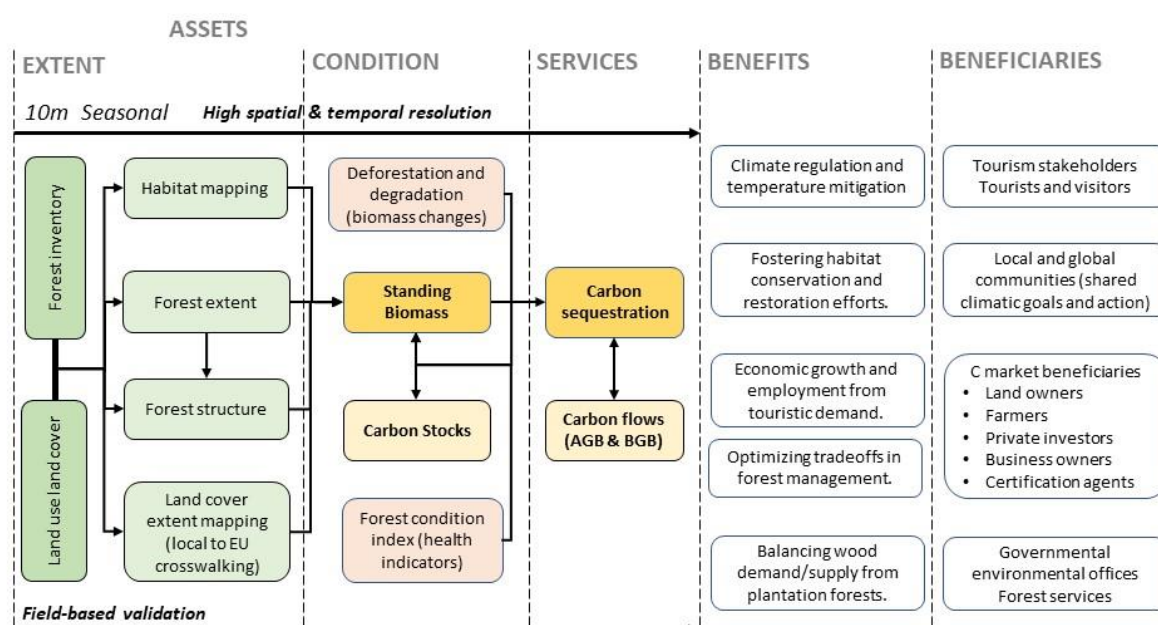 ASSETS
EXTENT
CONDITION
SERVICES
BENEFITS
BENEFICIARIES
10m Seasonal
High spatial & temporal resolution
Forest inventory
Land use land cover
Habitat mapping
Forest extent
Forest structure
Land cover
extent mapping
(local to EU
crosswalking)
Field-based validation
Deforestation and
degradation
(biomass changes)
Standing
Biomass
Carbon Stocks
Forest condition
index (health
indicators)
Carbon
sequestration
Carbon flows
(AGB & BGB)
Climate regulation and
temperature mitigation
Fostering habitat
conservation and
restoration efforts.
Economic growth and
employment from
touristic demand.
Optimizing tradeoffs in
forest management.
Balancing wood
demand/supply from
plantation forests.
Tourism stakeholders
Tourists and visitors
Local and global
communities (shared
climatic goals and action)
C market beneficiaries
• Land owners
• Farmers
• Private investors
• Business owners
• Certification agents
Governmental
environmental offices
Forest services